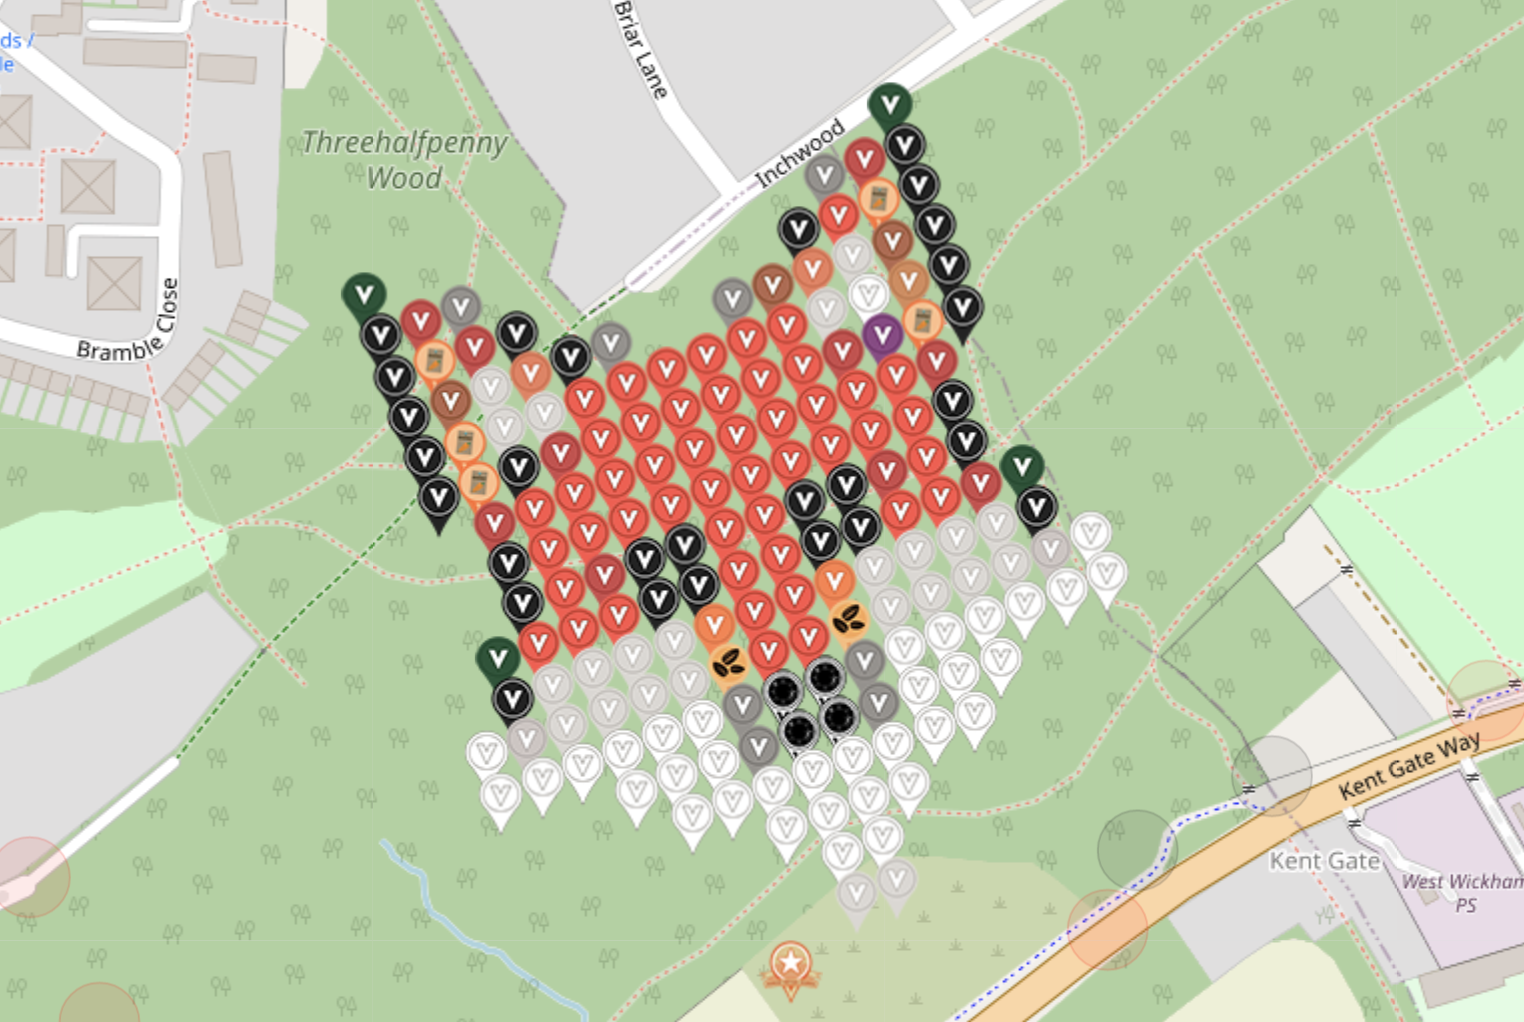 Briar Lane
ds /
le
Threehalfpenny
Wood
Inchwood
Bramble Close
Kent Gate Way
Kent Gate
West Wickham
PS